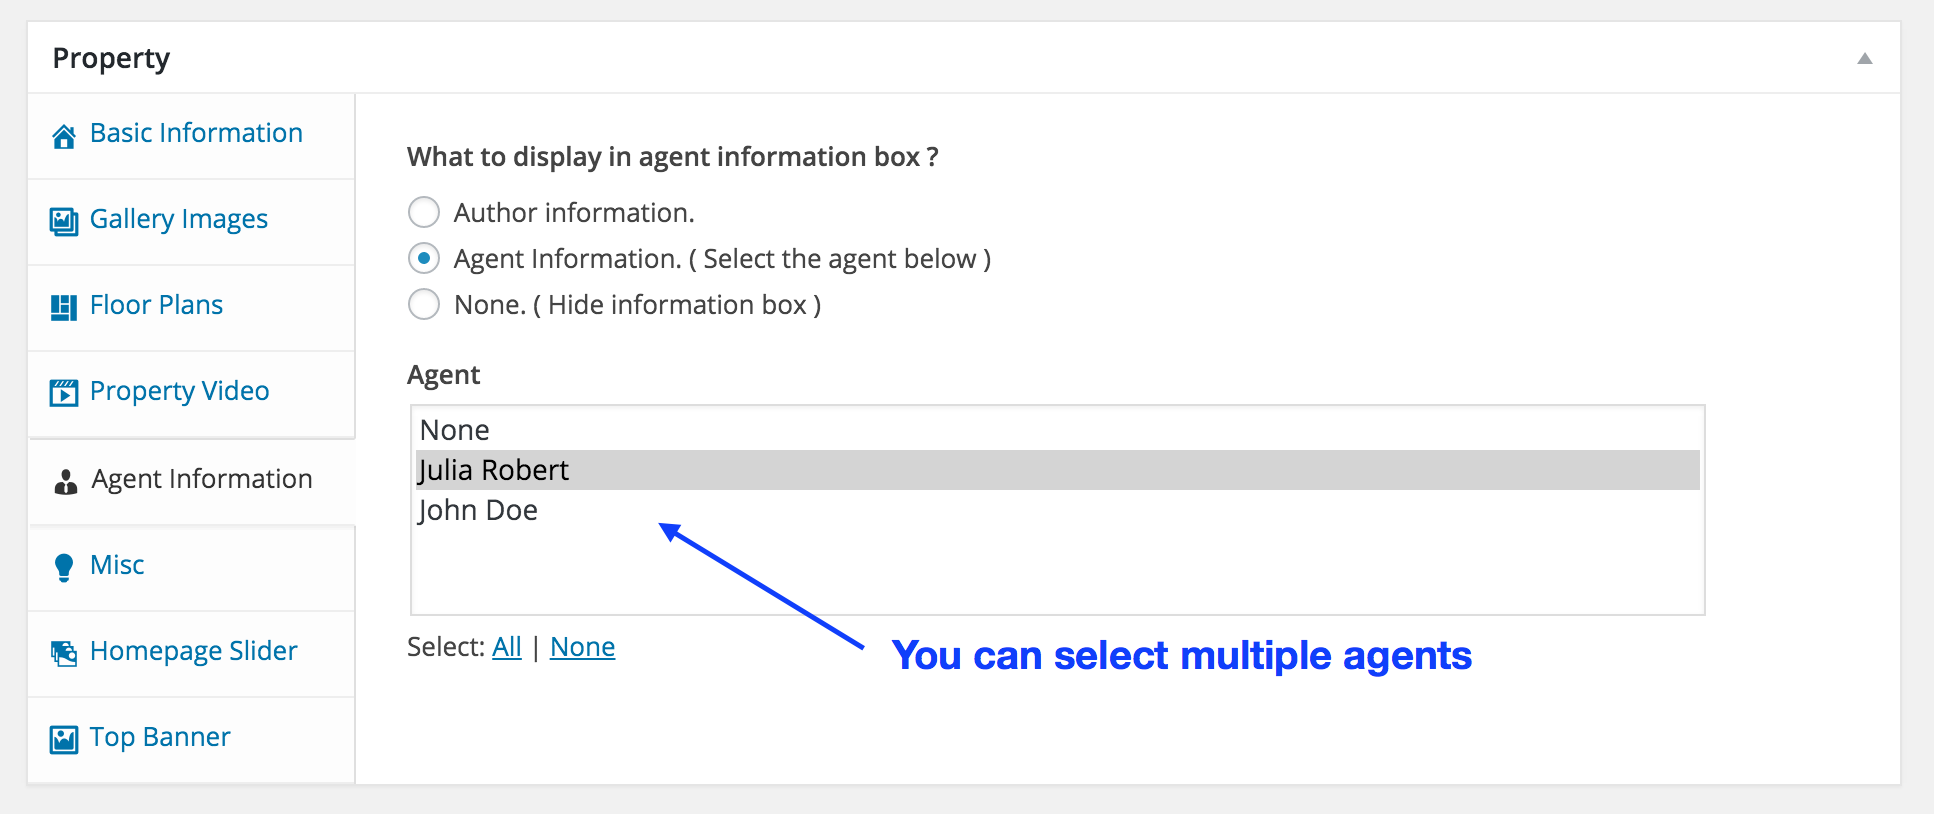 Property
Basic Information
Gallery Images
Floor Plans
Property Video
Agent Information
Misc
Homepage Slider
Top Banner
What to display in agent information box ?
Author information.
Agent Information. ( Select the agent below )
None. ( Hide information box )
Agent
None
Julia Robert
John Doe
Select: All | None
You can select multiple agents